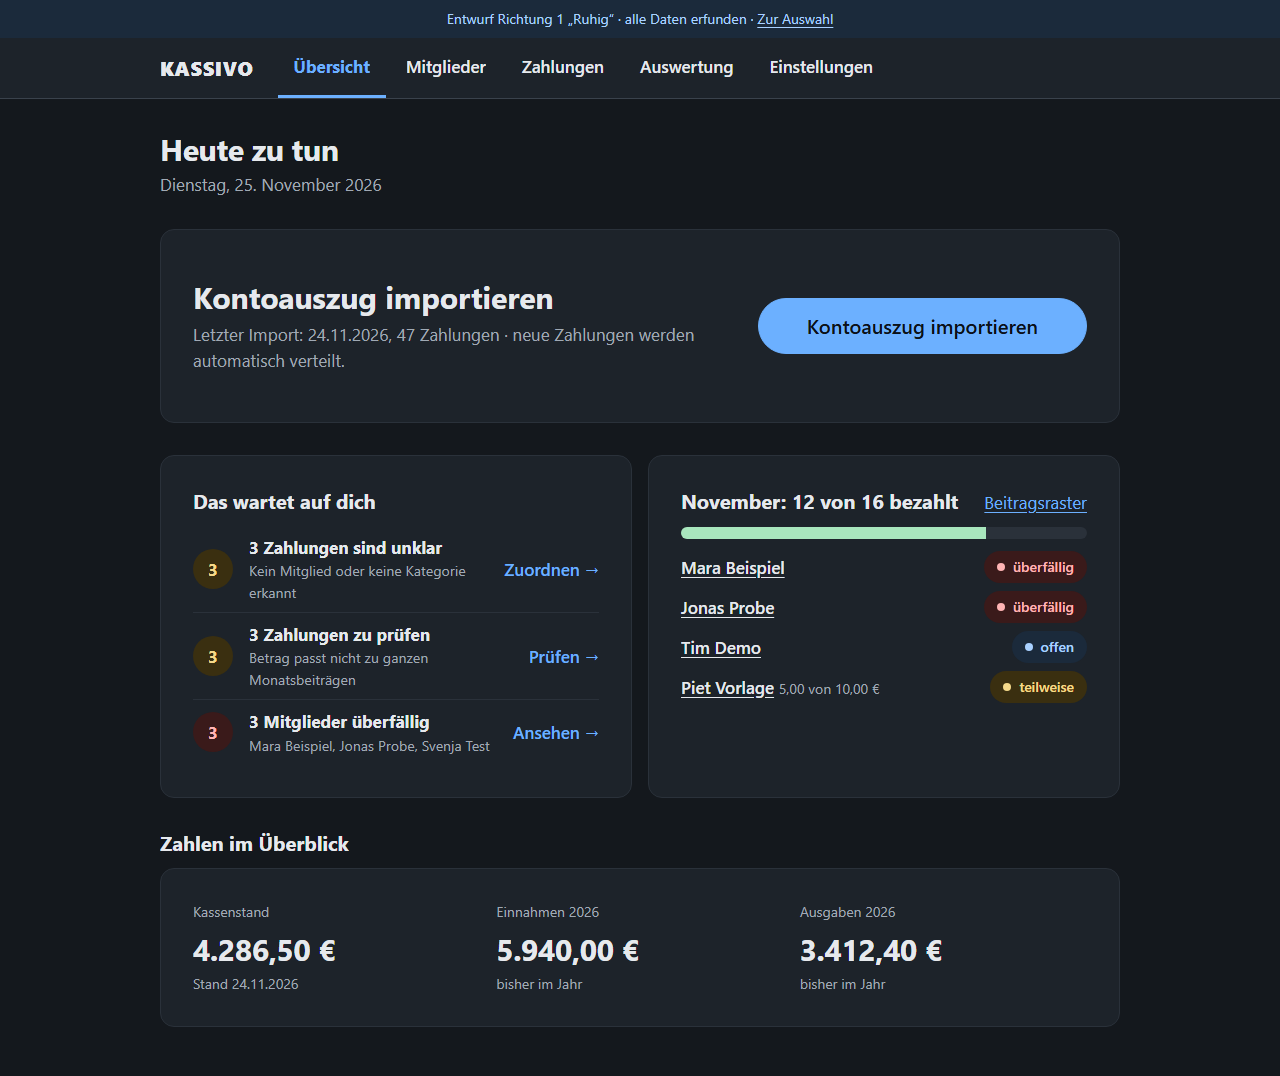 Entwurf Richtung 1 „Ruhig“ · alle Daten erfunden · Zur Auswahl
KASSIVO
Übersicht
Mitglieder
Zahlungen
Auswertung
Einstellungen
Heute zu tun
Dienstag, 25. November 2026
Kontoauszug importieren
Letzter Import: 24.11.2026, 47 Zahlungen · neue Zahlungen werden
automatisch verteilt.
Kontoauszug importieren
Das wartet auf dich
3
3 Zahlungen sind unklar
Kein Mitglied oder keine Kategorie
erkannt
Zuordnen →
3
3 Zahlungen zu prüfen
Betrag passt nicht zu ganzen
Monatsbeiträgen
Prüfen →
3
3 Mitglieder überfällig
Mara Beispiel, Jonas Probe, Svenja Test
Ansehen →
November: 12 von 16 bezahlt
Beitragsraster
Mara Beispiel
überfällig
Jonas Probe
überfällig
Tim Demo
offen
Piet Vorlage 5,00 von 10,00 €
teilweise
Zahlen im Überblick
Kassenstand
4.286,50 €
Stand 24.11.2026
Einnahmen 2026
5.940,00 €
bisher im Jahr
Ausgaben 2026
3.412,40 €
bisher im Jahr